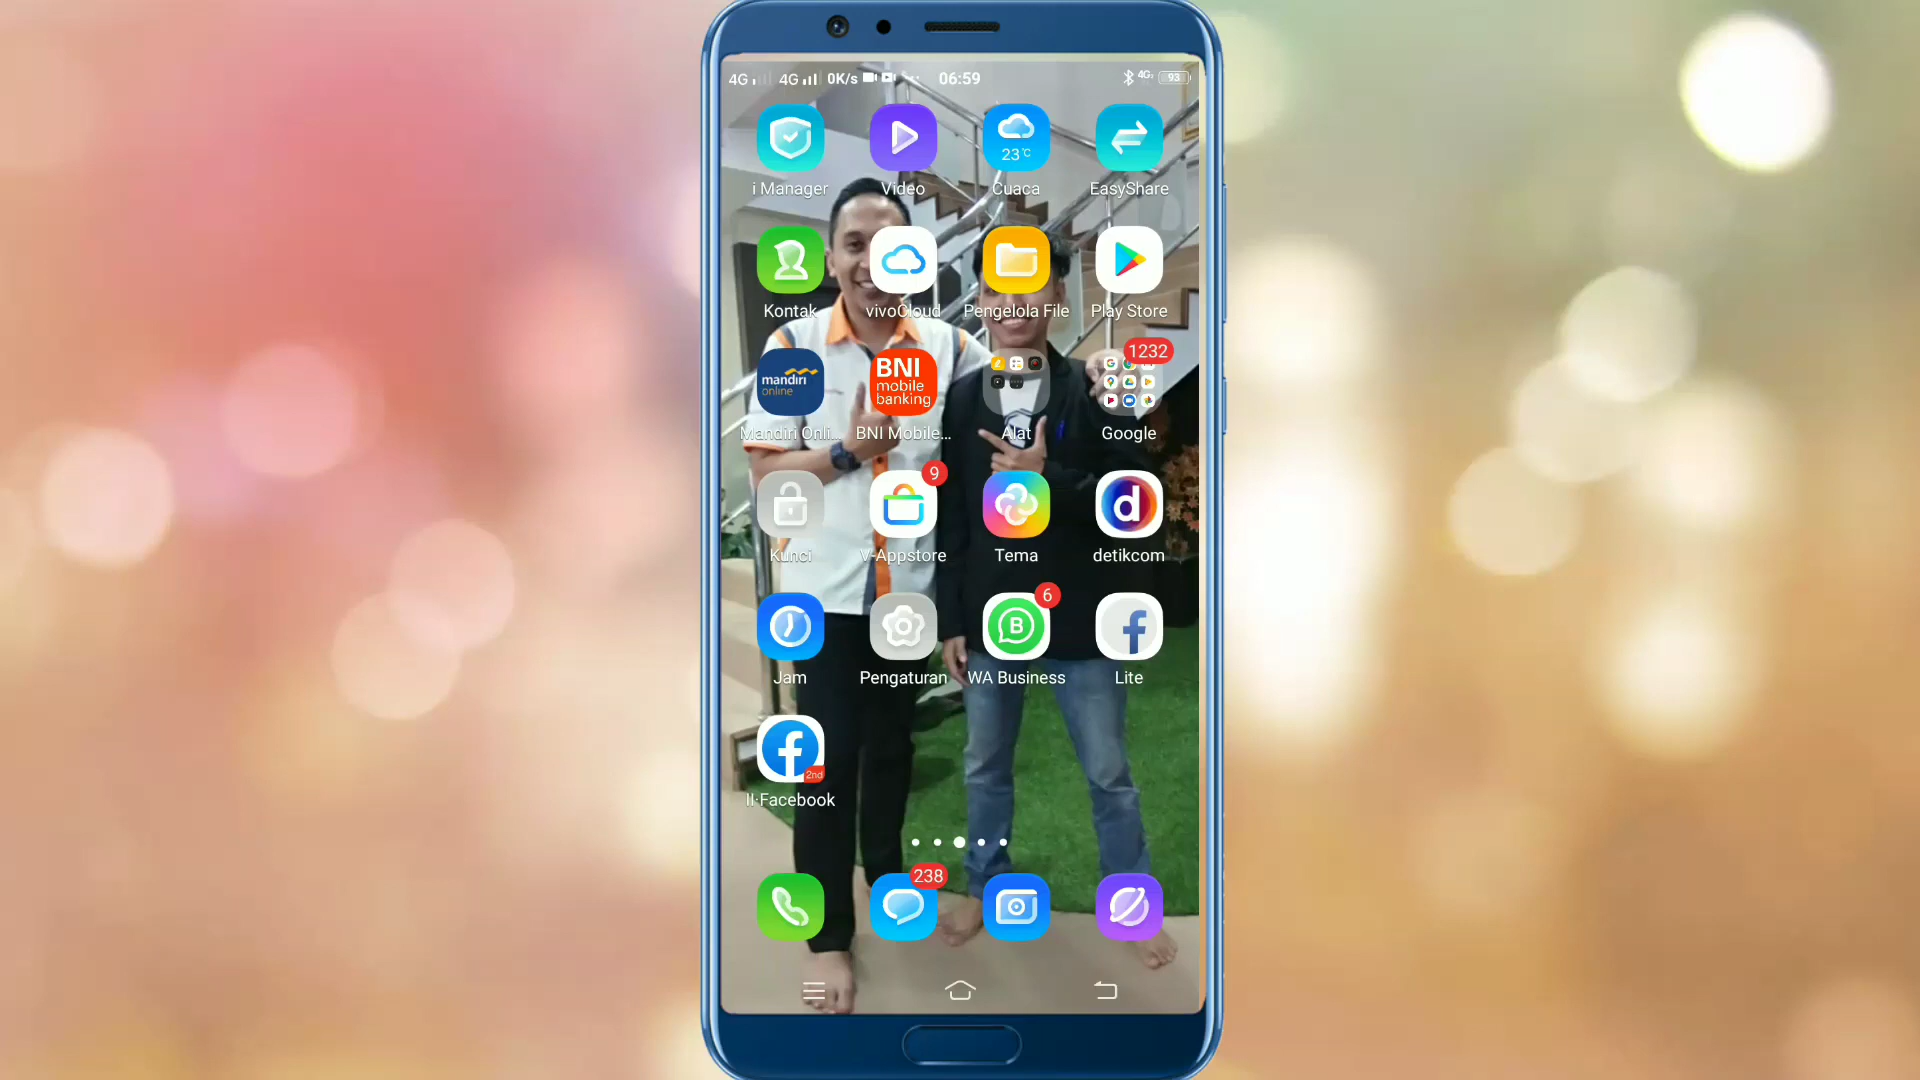 4G 4G 0K/s 06:59 4G 93
23°C
i Manager Video Cuaca EasyShare
Kontak vivoCloud Pengelola File Play Store
1232
mandiri
online
BNI
mobile
banking
Mandiri Onli... BNI Mobile... Alat Google
9
d
Kunci V-Appstore Tema detikcom
6
B
Jam Pengaturan WA Business Lite
2nd
II·Facebook
238